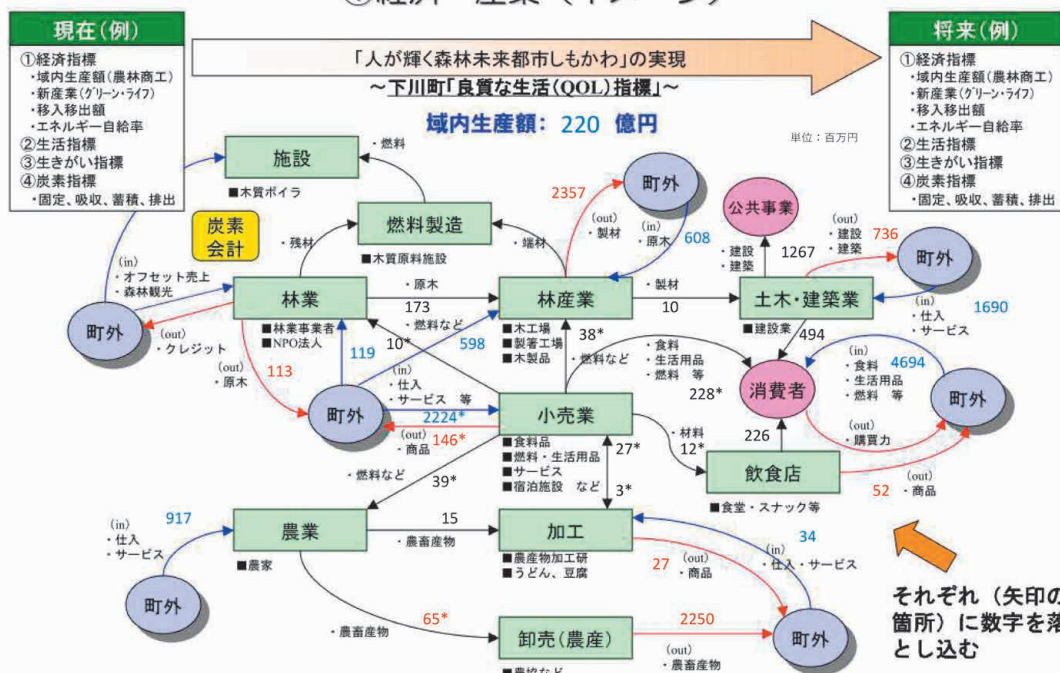 ①経済・産業（イメージ）
現在(例)
①経済指標
・域内生産額(農林商工)
・新産業(グリーン・ライフ)
・移入移出額
・エネルギー自給率
②生活指標
③生きがい指標
④炭素指標
・固定、吸収、蓄積、排出
「人が輝く森林未来都市しもかわ」の実現
～下川町「良質な生活(QOL)指標」～
域内生産額: 220 億円
単位：百万円
将来(例)
①経済指標
・域内生産額(農林商工)
・新産業(グリーン・ライフ)
・移入移出額
・エネルギー自給率
②生活指標
③生きがい指標
④炭素指標
・固定、吸収、蓄積、排出
施設
■木質ボイラ
・燃料
燃料製造
■木質原料施設
炭素
会計
・残材
・端材
2357
(out)
・製材
町外
(in)
・原木
608
公共事業
・建設
・建築
1267
(out)
・建設
・建築
736
町外
1690
(in)
・仕入
・サービス
(in)
・オフセット売上
・森林観光
町外
(out)
・クレジット
林業
■林業事業者
■NPO法人
・原木
173
・燃料など
10*
林産業
■木工場
■製箸工場
■木製品
・製材
10
土木・建築業
■建設業
494
113
(out)
・原木
119
598
(in)
・仕入
・サービス 等
町外
2224*
(out)
・商品
146*
38*
・燃料など
・食料
・生活用品
・燃料 等
228*
消費者
(in)
・食料
・生活用品
・燃料 等
4694
町外
(out)
・購買力
小売業
■食料品
■燃料・生活用品
■サービス
■宿泊施設 など
・材料
12*
226
飲食店
■食堂・スナック等
52
(out)
・商品
27*
3*
・燃料など
39*
917
(in)
・仕入
・サービス
町外
農業
■農家
15
・農畜産物
加工
■農産物加工研
■うどん、豆腐
27
(out)
・商品
34
(in)
・仕入・サービス
町外
・農畜産物
65*
卸売(農産)
■農協など
2250
(out)
・農畜産物
それぞれ（矢印の
箇所）に数字を落
とし込む